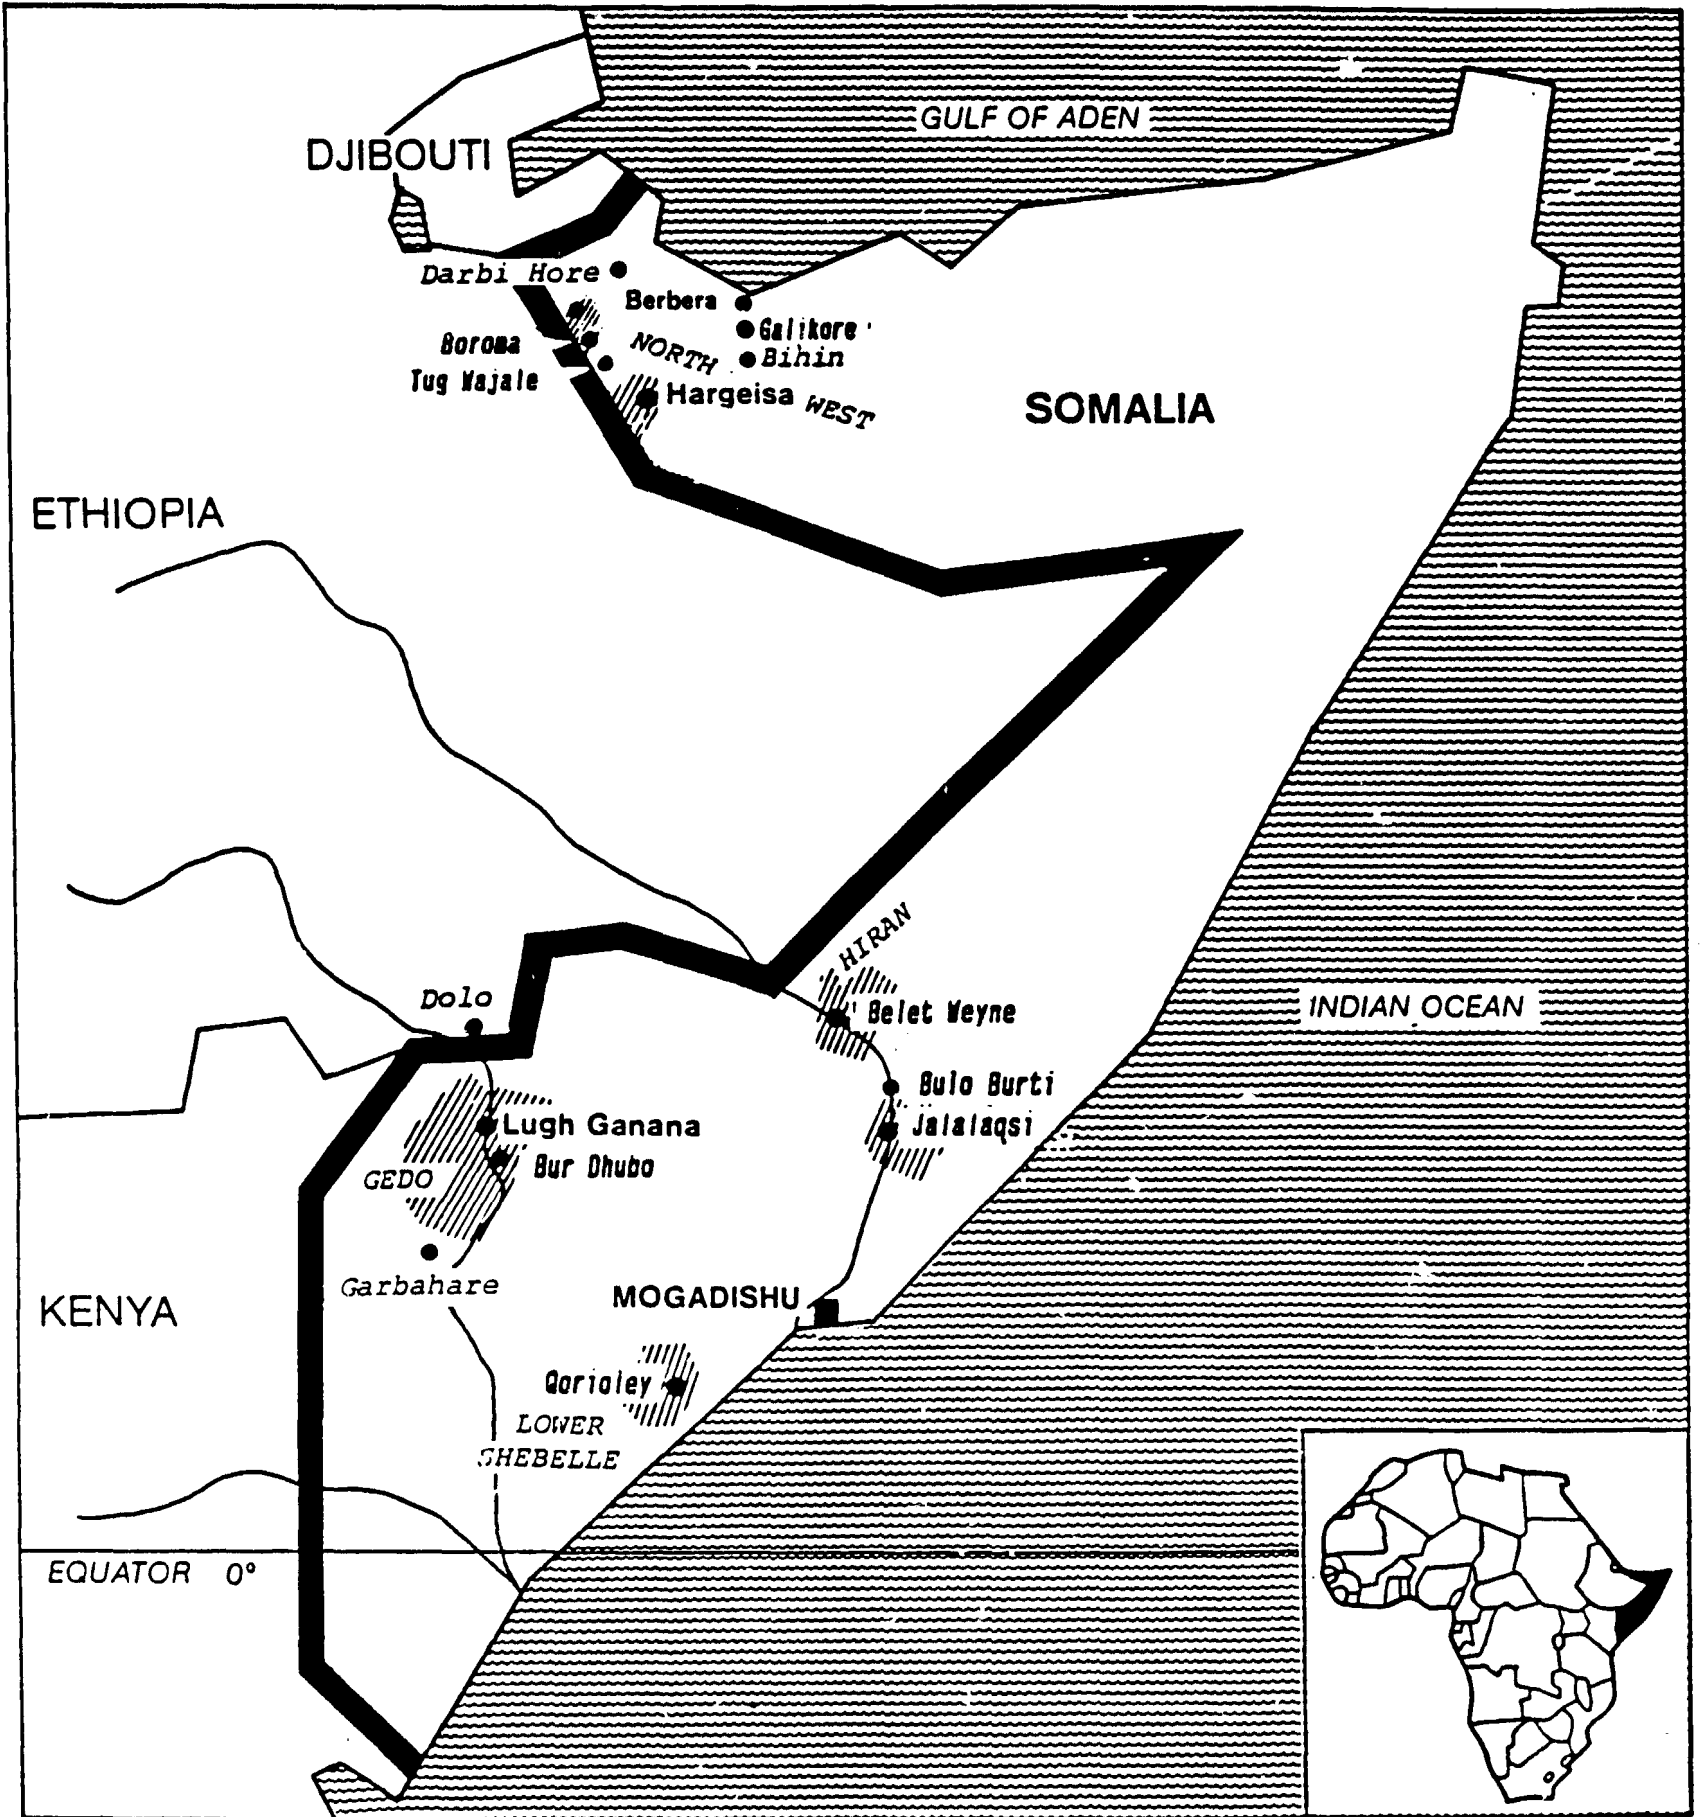 GULF OF ADEN
DJIBOUTI
Darbi Hore
Berbera
Galikore
Boroma
NORTH
Bihin
Tug Wajale
Hargeisa
WEST
SOMALIA
ETHIOPIA
HIRAN
Dolo
Belet Weyne
INDIAN OCEAN
Bulo Burti
Lugh Ganana
Jalalaqsi
Bur Dhubo
GEDO
Garbahare
MOGADISHU
KENYA
Qorioley
LOWER
SHEBELLE
EQUATOR 0°